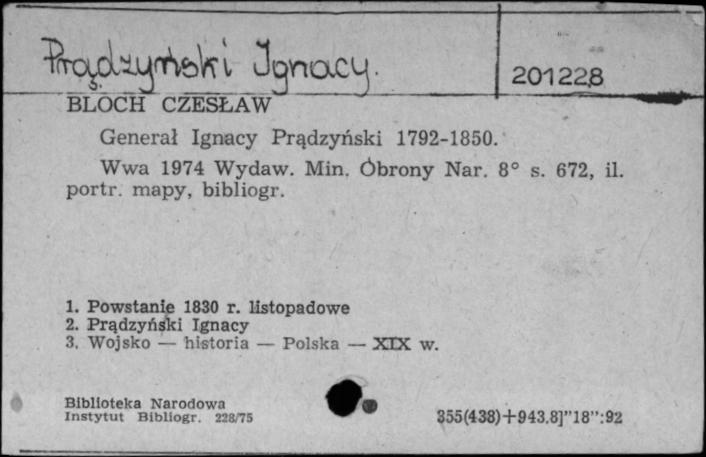 Prądzyński Ignacy.
201228
BLOCH CZESŁAW
Generał Ignacy Prądzyński 1792-1850.
Wwa 1974 Wydaw. Min. Obrony Nar. 8° s. 672, il.
portr. mapy, bibliogr.
1. Powstanie 1830 r. listopadowe
2. Prądzyński Ignacy
3. Wojsko — historia — Polska — XIX w.
Biblioteka Narodowa
Instytut Bibliogr. 228/75
355(438)+943.8]"18":92